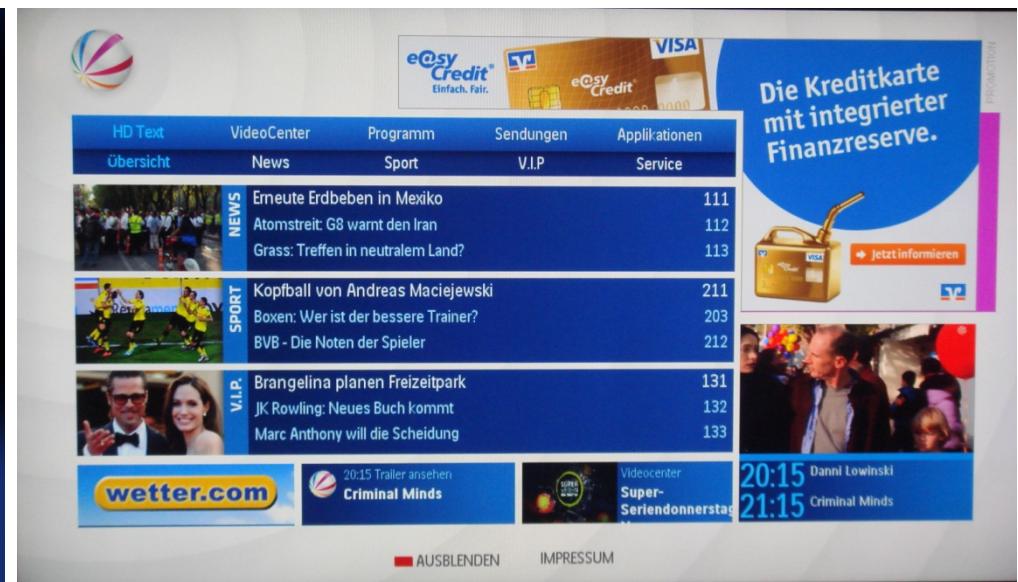 e@sy
Credit
Einfach. Fair.
VISA
e@sy
Credit
Die Kreditkarte
mit integrierter
Finanzreserve.
PROMOTION
HD Text VideoCenter Programm Sendungen Applikationen
Übersicht News Sport V.I.P Service
NEWS
Erneute Erdbeben in Mexiko 111
Atomstreit: G8 warnt den Iran 112
Grass: Treffen in neutralem Land? 113
VISA
Jetzt informieren
SPORT
Kopfball von Andreas Maciejewski 211
Boxen: Wer ist der bessere Trainer? 203
BVB - Die Noten der Spieler 212
V.I.P.
Brangelina planen Freizeitpark 131
JK Rowling: Neues Buch kommt 132
Marc Anthony will die Scheidung 133
wetter.com
20:15 Trailer ansehen
Criminal Minds
Videocenter
Super-
Seriendonnerstag
20:15 Danni Lowinski
21:15 Criminal Minds
AUSBLENDEN IMPRESSUM